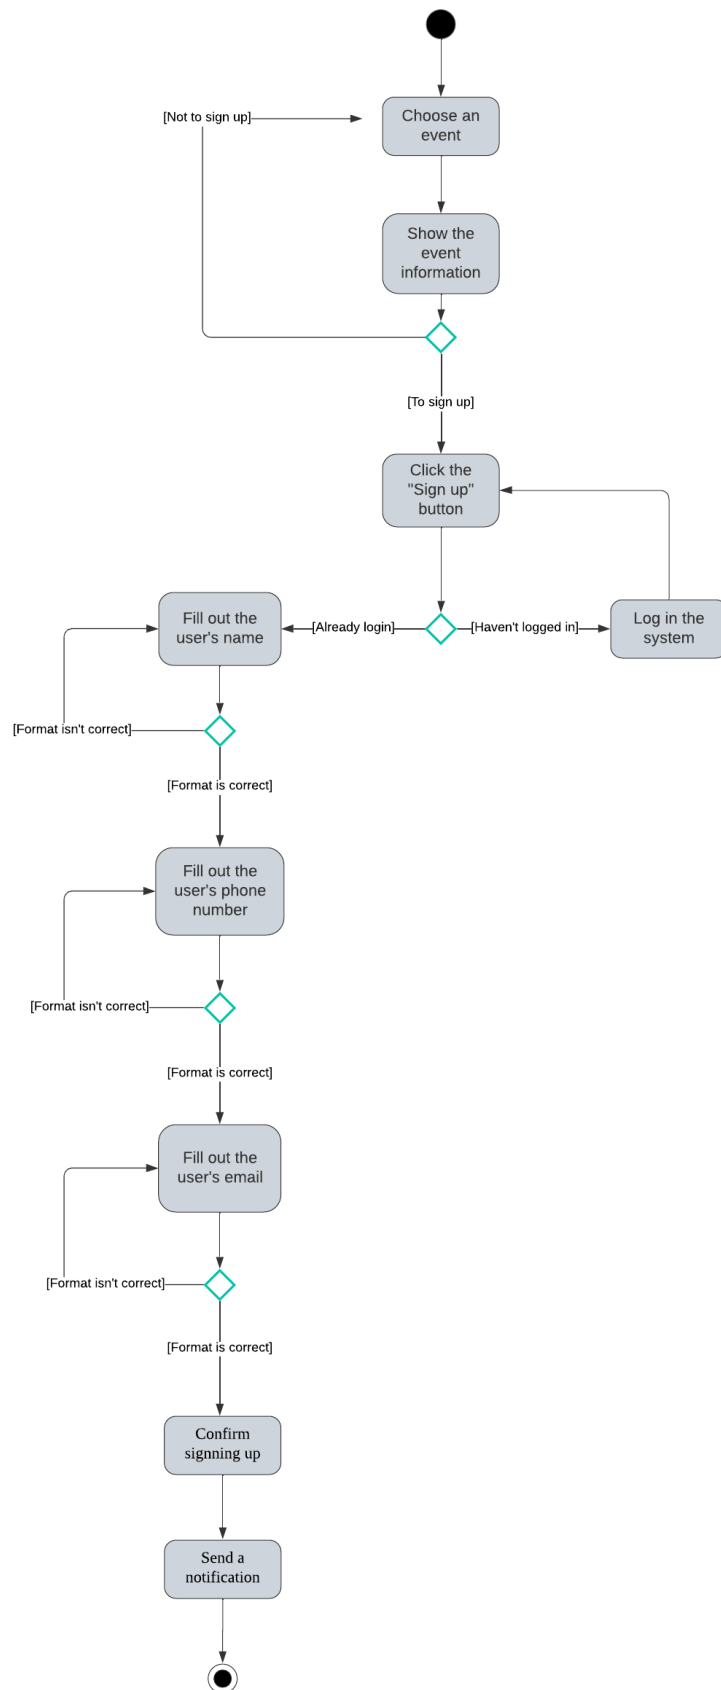 [Not to sign up]
Choose an
event
Show the
event
information
[To sign up]
Click the
"Sign up"
button
Fill out the
user's name
[Already login]
[Haven't logged in]
Log in the
system
[Format isn't correct]
[Format is correct]
Fill out the
user's phone
number
[Format isn't correct]
[Format is correct]
Fill out the
user's email
[Format isn't correct]
[Format is correct]
Confirm
signning up
Send a
notification